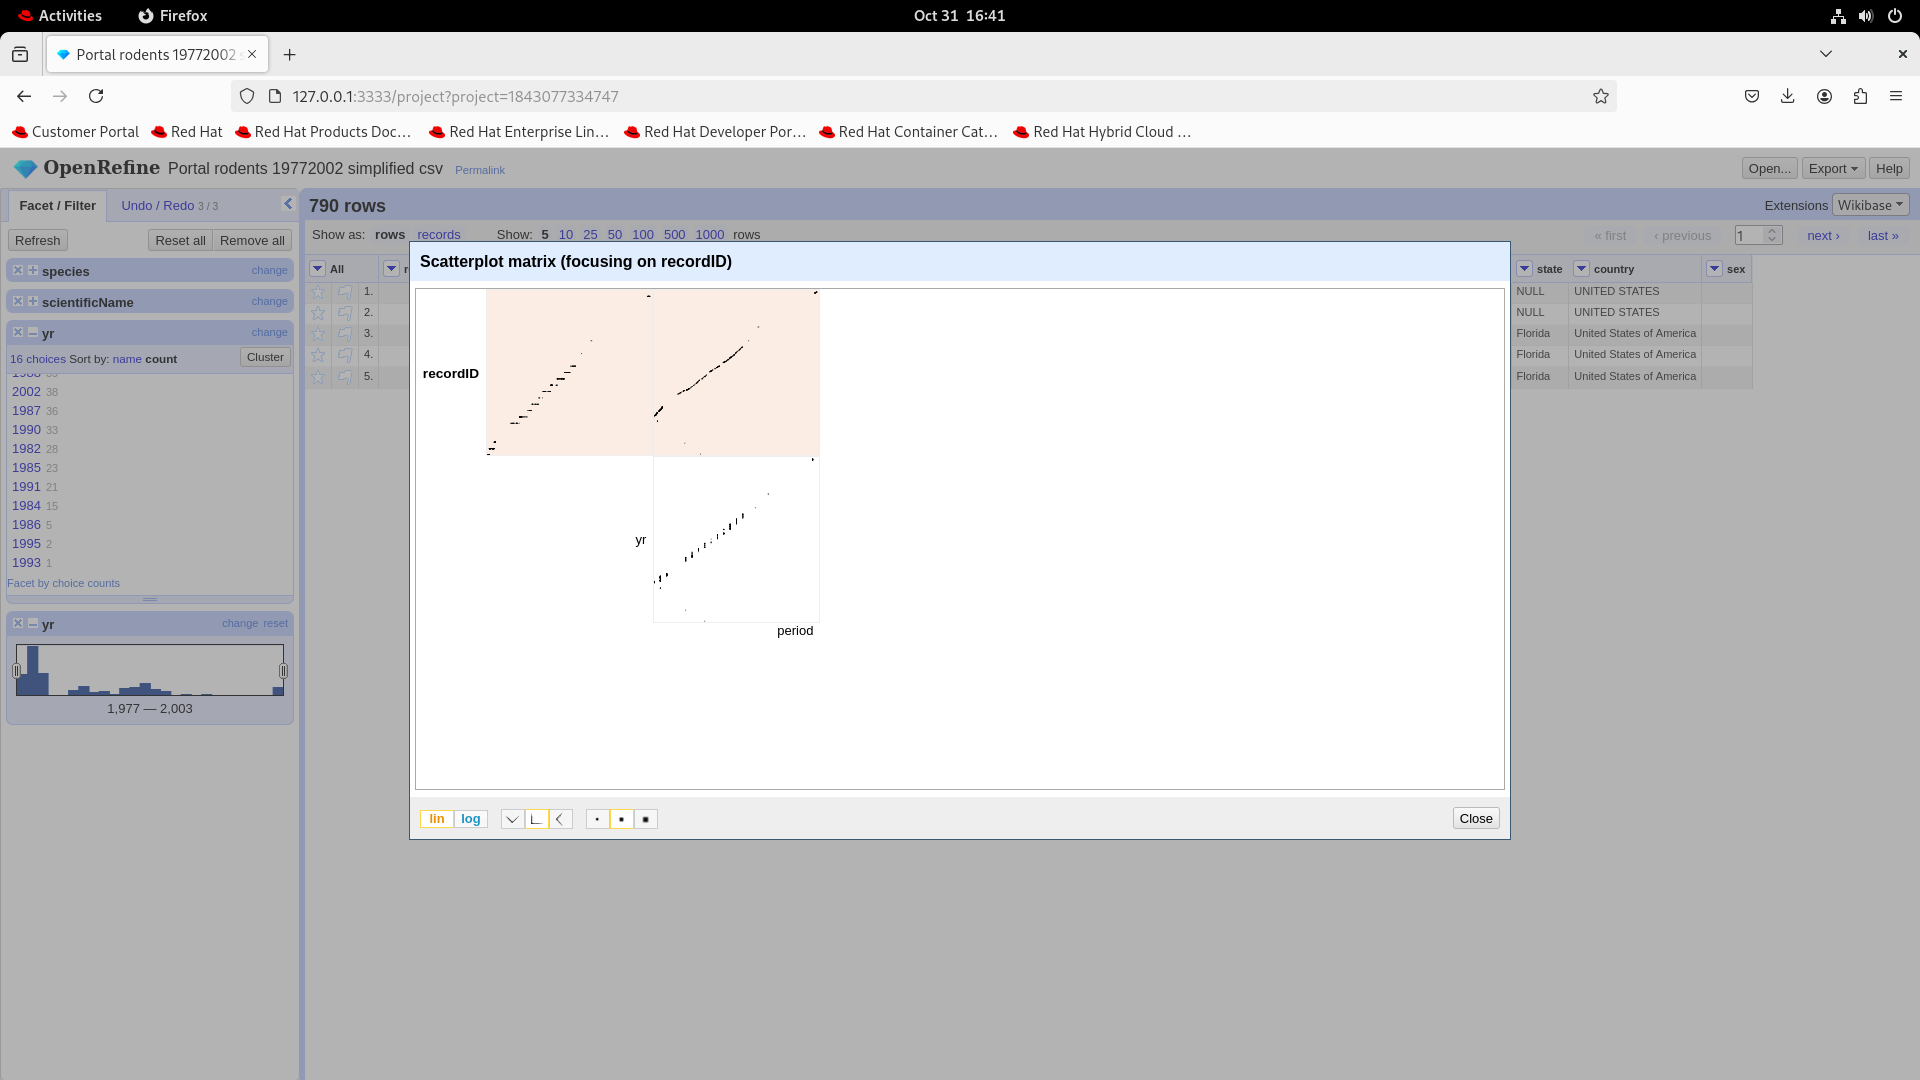 Activities
Firefox
Oct 31 16:41
Portal rodents 19772002
127.0.0.1:3333/project?project=1843077334747
Customer Portal
Red Hat
Red Hat Products Doc…
Red Hat Enterprise Lin…
Red Hat Developer Por…
Red Hat Container Cat…
Red Hat Hybrid Cloud …
OpenRefine
Portal rodents 19772002 simplified csv
Permalink
Open...
Export
Help
Facet / Filter
Undo / Redo 3 / 3
790 rows
Extensions
Wikibase
Refresh
Reset all
Remove all
Show as: rows records
Show: 5 10 25 50 100 500 1000 rows
« first
‹ previous
1
next ›
last »
species
change
scientificName
change
yr
change
16 choices Sort by: name count
Cluster
2002 38
1987 36
1990 33
1982 28
1985 23
1991 21
1984 15
1986 5
1995 2
1993 1
Facet by choice counts
yr
change reset
1,977 — 2,003
All
state
country
sex
1.
NULL
UNITED STATES
2.
NULL
UNITED STATES
3.
Florida
United States of America
4.
Florida
United States of America
5.
Florida
United States of America
Scatterplot matrix (focusing on recordID)
recordID
yr
period
lin
log
Close